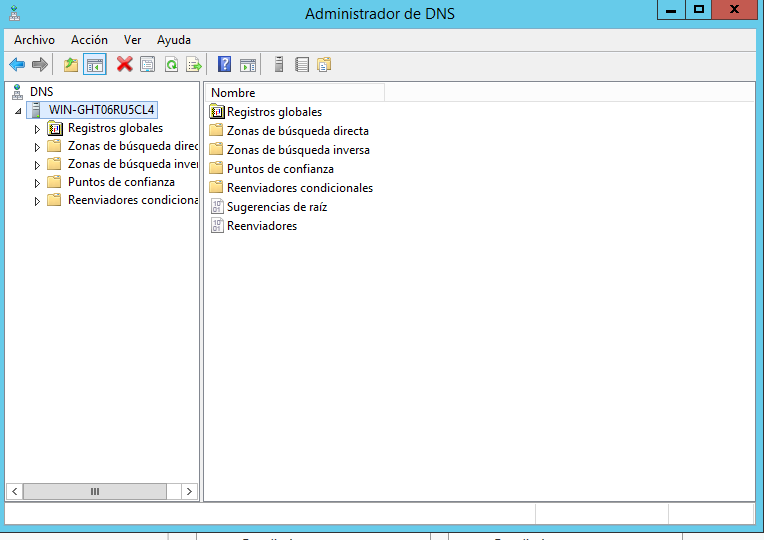 Administrador de DNS
Archivo Acción Ver Ayuda
DNS
WIN-GHT06RU5CL4
Registros globales
Zonas de búsqueda direc
Zonas de búsqueda inver
Puntos de confianza
Reenviadores condiciona
Nombre
Registros globales
Zonas de búsqueda directa
Zonas de búsqueda inversa
Puntos de confianza
Reenviadores condicionales
Sugerencias de raíz
Reenviadores